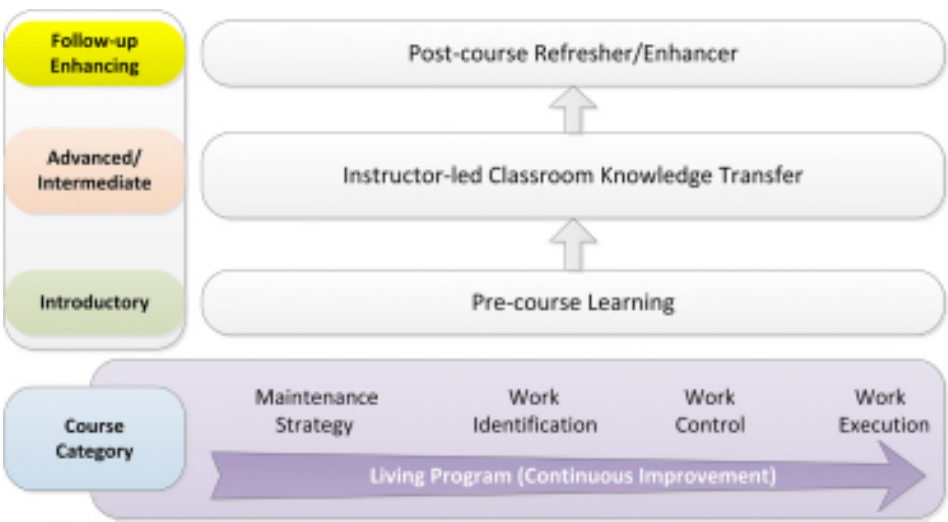 Follow-up
Enhancing
Post-course Refresher/Enhancer
Advanced/
Intermediate
Instructor-led Classroom Knowledge Transfer
Introductory
Pre-course Learning
Course
Category
Maintenance
Strategy
Work
Identification
Work
Control
Work
Execution
Living Program (Continuous Improvement)